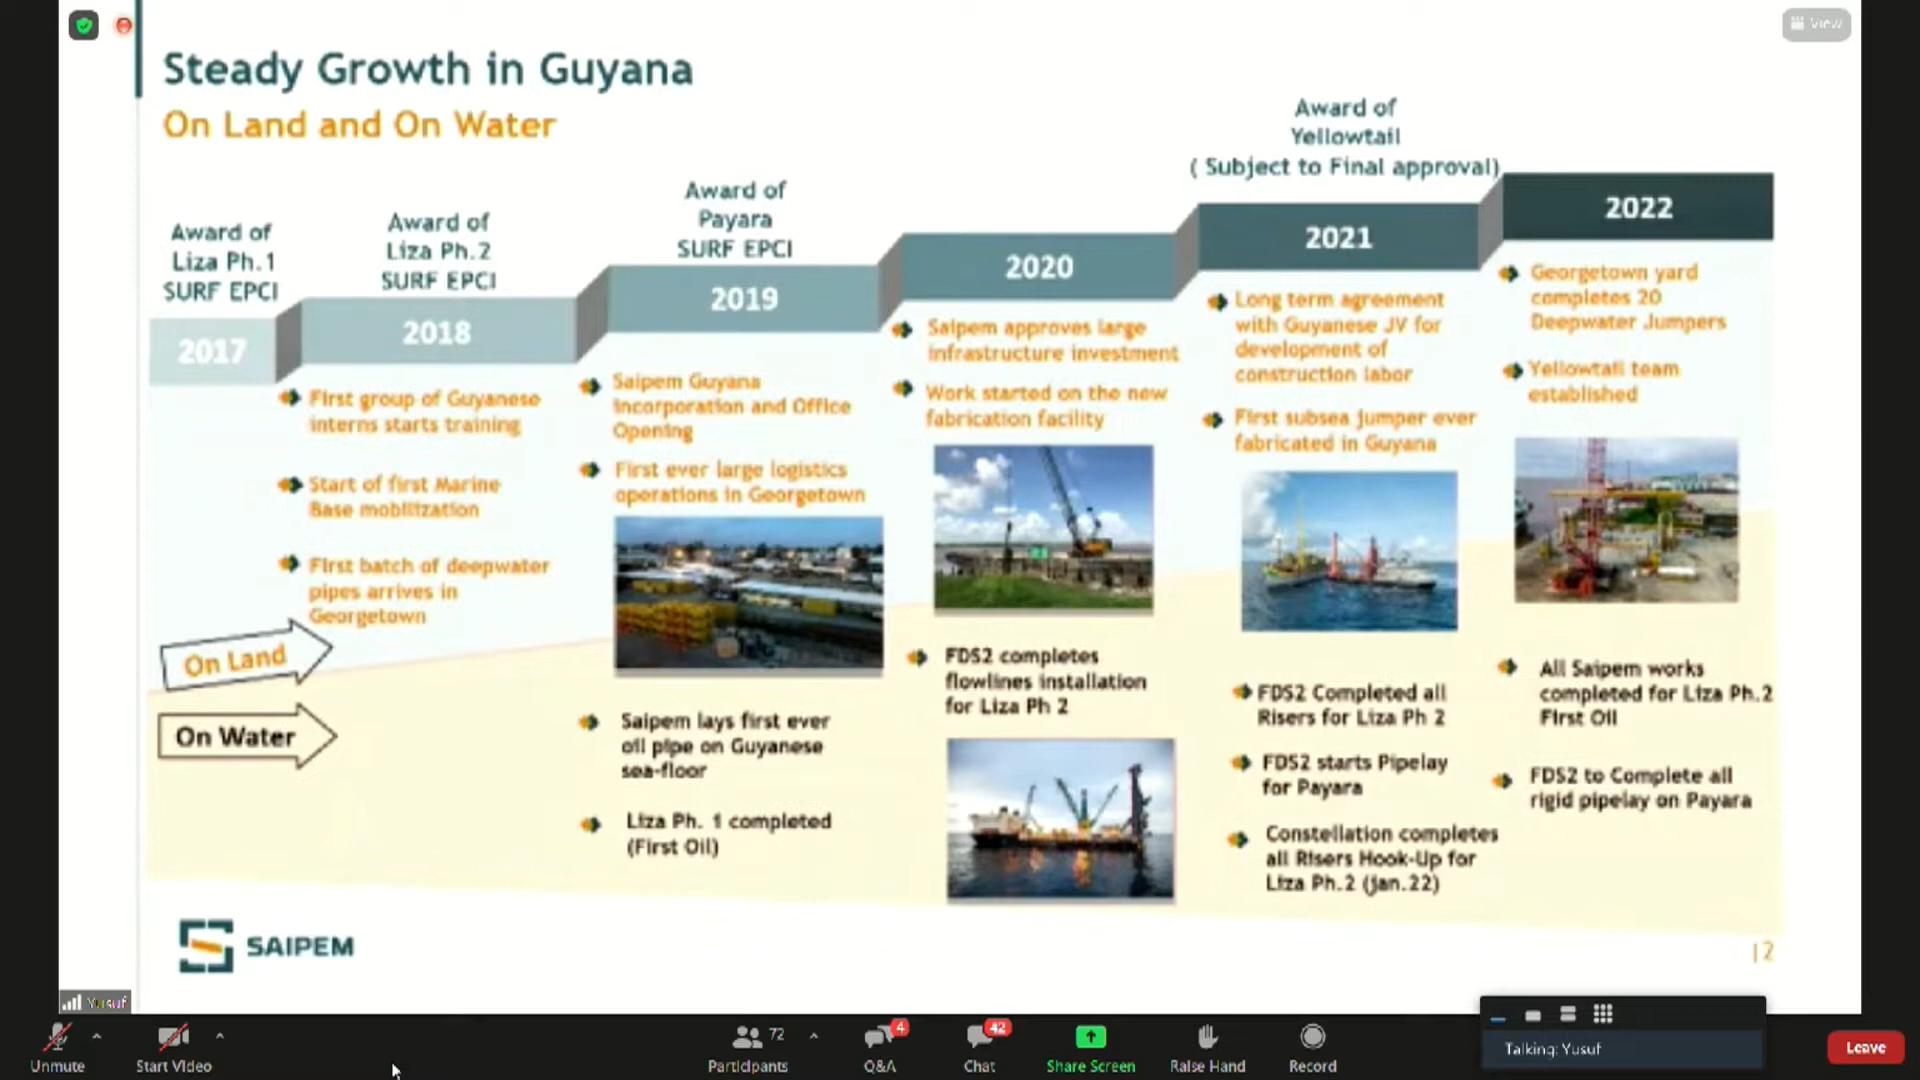 View
Steady Growth in Guyana
On Land and On Water
Award of
Liza Ph.1
SURF EPCI
Award of
Liza Ph.2
SURF EPCI
Award of
Payara
SURF EPCI
Award of
Yellowtail
( Subject to Final approval)
2017
2018
2019
2020
2021
2022
First group of Guyanese
interns starts training
Start of first Marine
Base mobilization
First batch of deepwater
pipes arrives in
Georgetown
Saipem Guyana
incorporation and Office
Opening
First ever large logistics
operations in Georgetown
Saipem approves large
infrastructure investment
Work started on the new
fabrication facility
Long term agreement
with Guyanese JV for
development of
construction labor
First subsea jumper ever
fabricated in Guyana
Georgetown yard
completes 20
Deepwater Jumpers
Yellowtail team
established
On Land
On Water
Saipem lays first ever
oil pipe on Guyanese
sea-floor
Liza Ph. 1 completed
(First Oil)
FDS2 completes
flowlines installation
for Liza Ph 2
FDS2 Completed all
Risers for Liza Ph 2
FDS2 starts Pipelay
for Payara
Constellation completes
all Risers Hook-Up for
Liza Ph.2 (Jan.22)
All Saipem works
completed for Liza Ph.2
First Oil
FDS2 to Complete all
rigid pipelay on Payara
SAIPEM
|2
Yusuf
Unmute
Start Video
72
Participants
4
Q&A
42
Chat
Share Screen
Raise Hand
Record
Talking: Yusuf
Leave